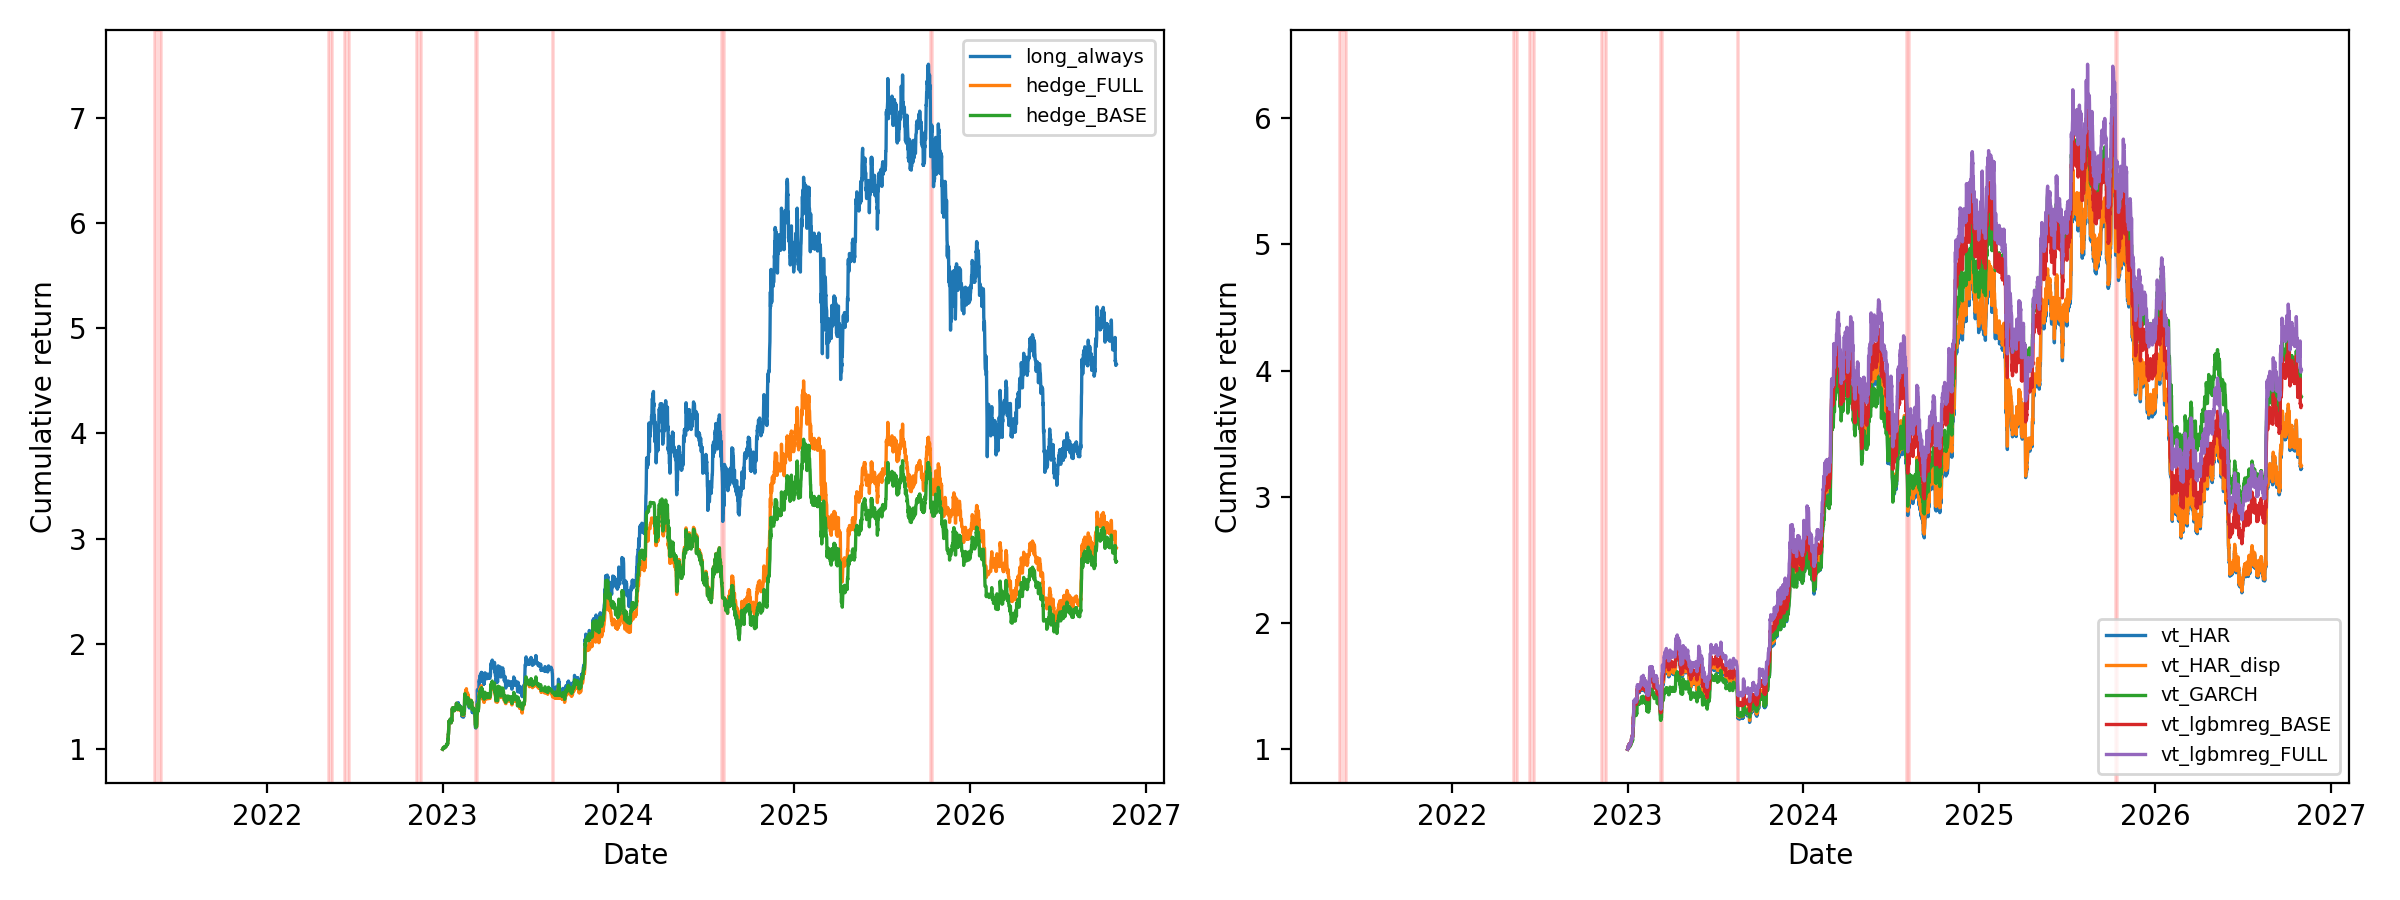 Cumulative return
7
6
5
4
3
2
1
2022 2023 2024 2025 2026 2027
Date
long_always
hedge_FULL
hedge_BASE
Cumulative return
6
5
4
3
2
1
2022 2023 2024 2025 2026 2027
Date
vt_HAR
vt_HAR_disp
vt_GARCH
vt_lgbmreg_BASE
vt_lgbmreg_FULL